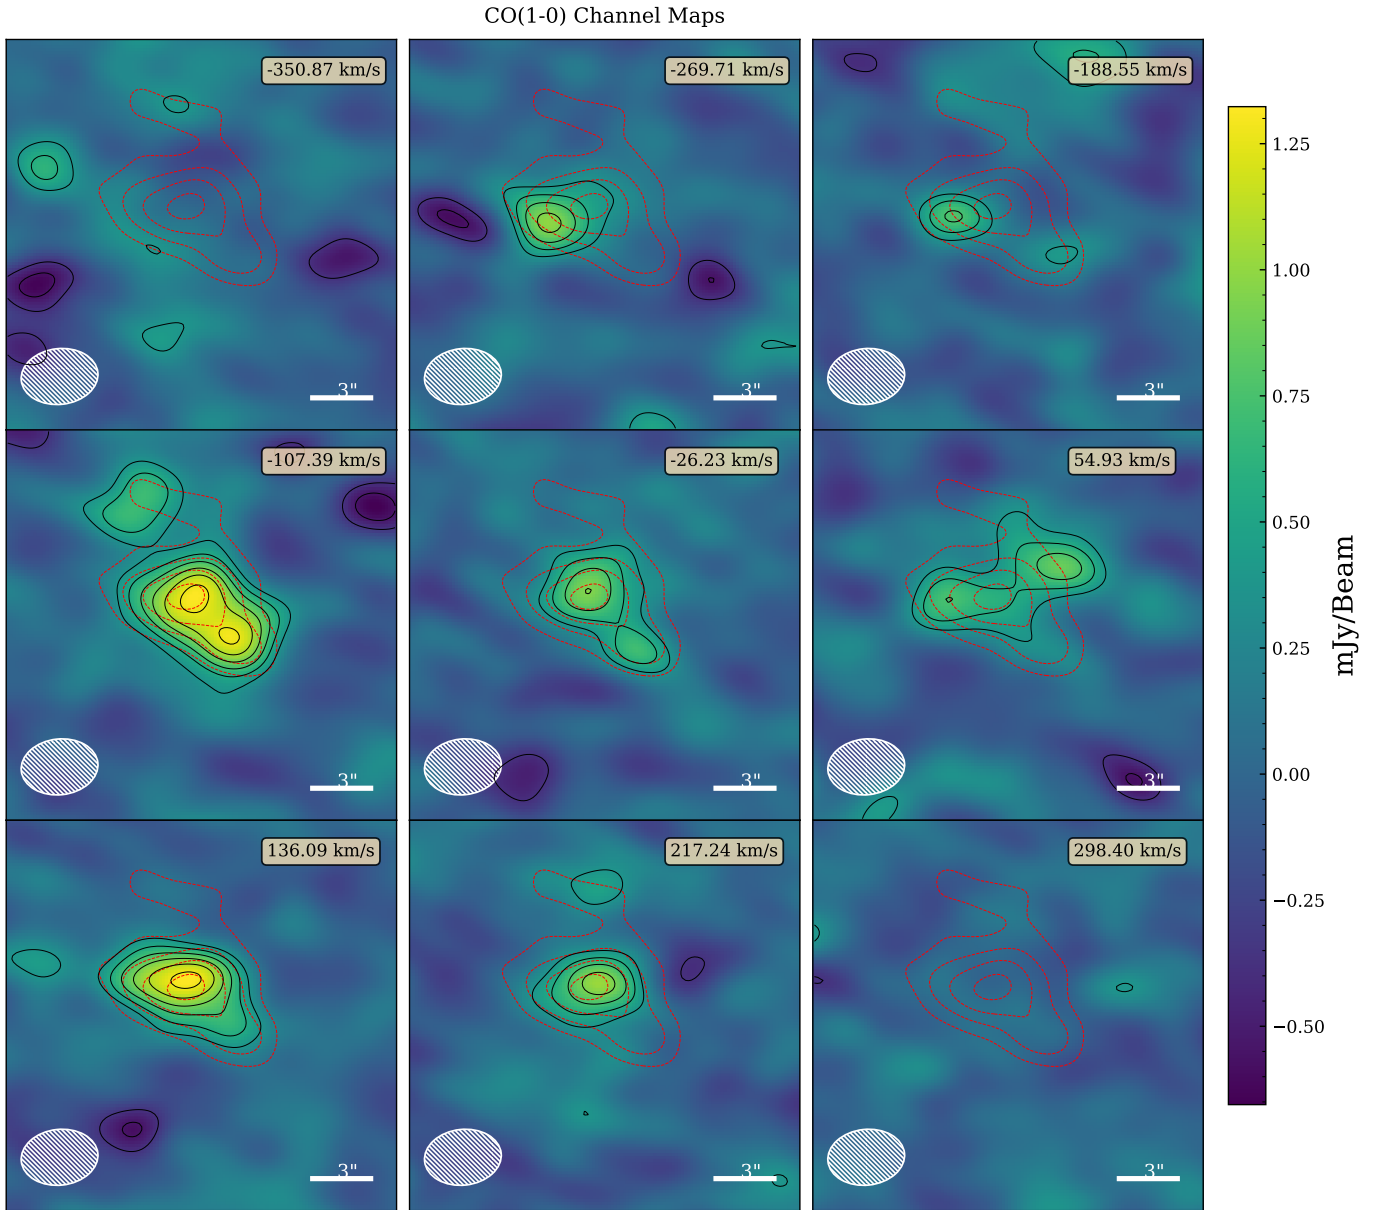 CO(1-0) Channel Maps
-350.87 km/s
-269.71 km/s
-188.55 km/s
3"
3"
3"
-107.39 km/s
-26.23 km/s
54.93 km/s
3"
3"
3"
136.09 km/s
217.24 km/s
298.40 km/s
3"
3"
3"
1.25
1.00
0.75
0.50
0.25
0.00
−0.25
−0.50
mJy/Beam